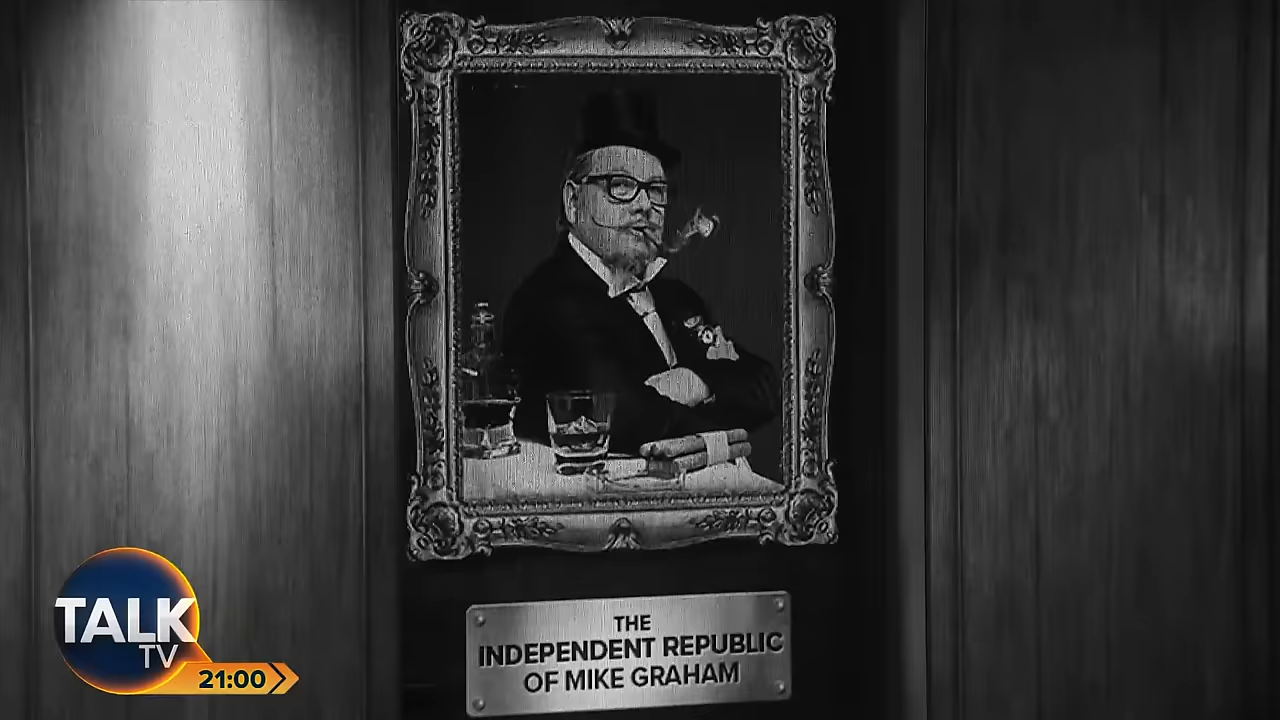 THE
INDEPENDENT REPUBLIC
OF MIKE GRAHAM
TALK
TV
21:00